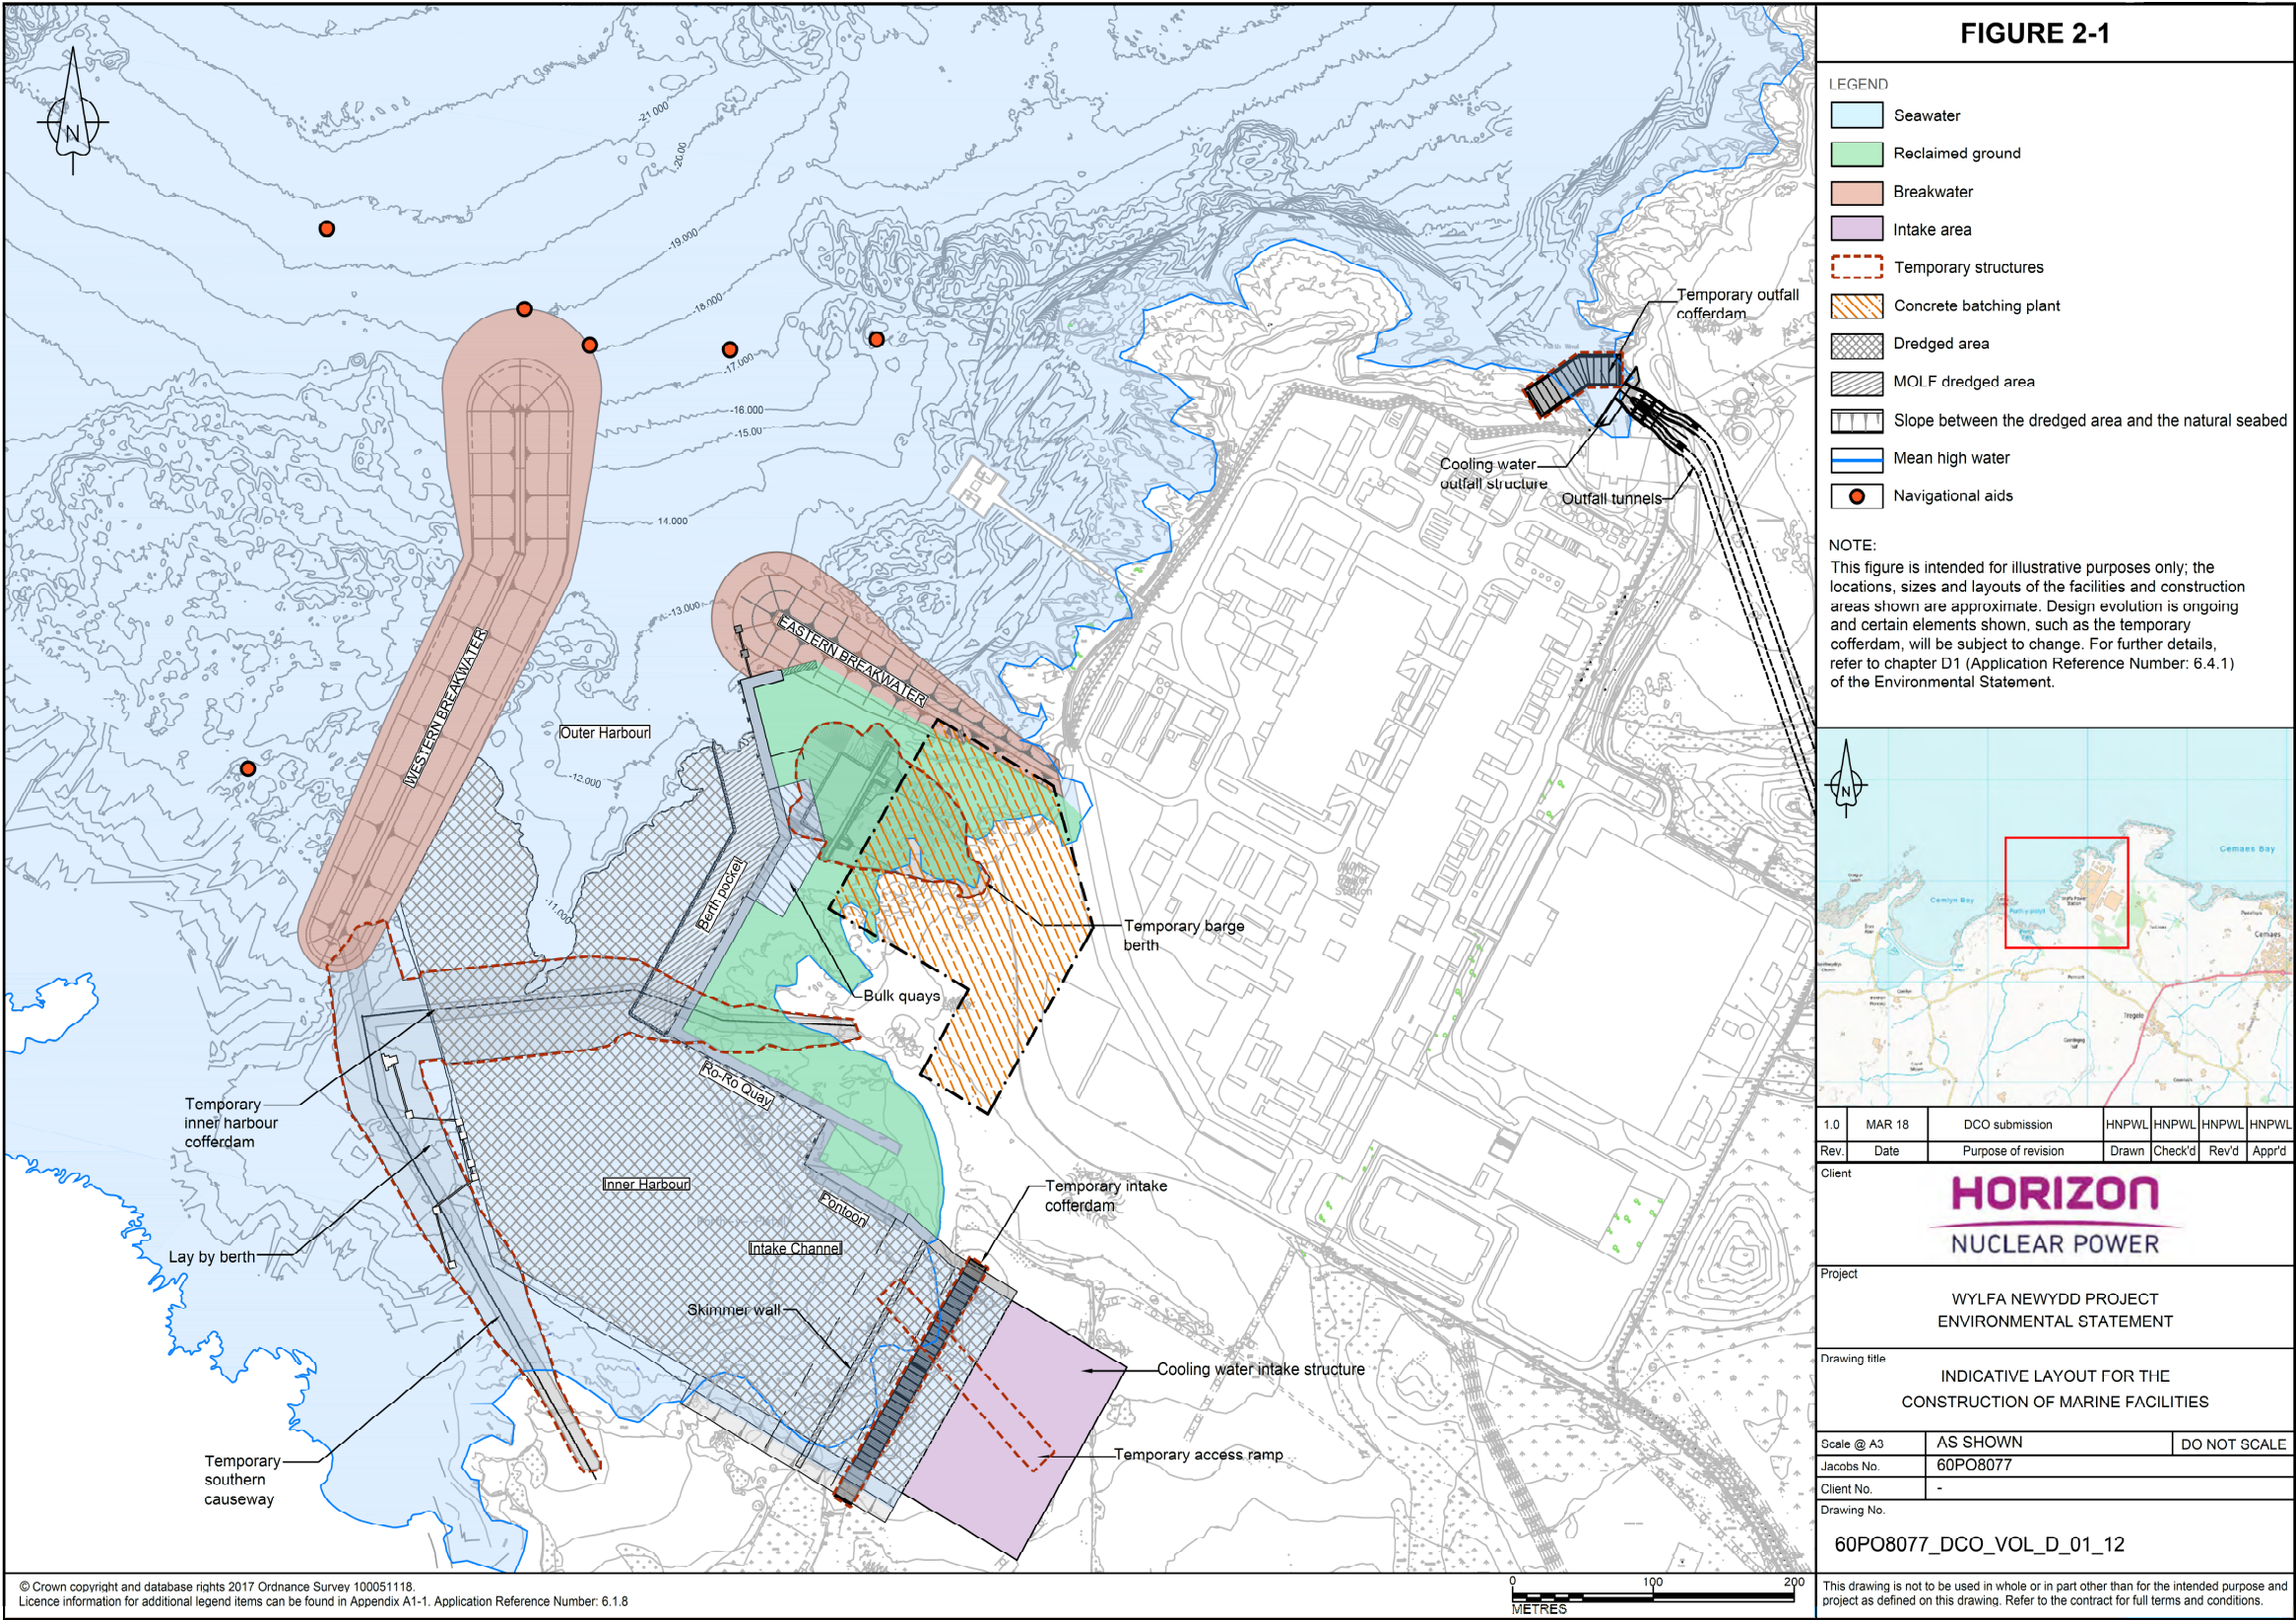 FIGURE 2-1
LEGEND
Seawater
Reclaimed ground
Breakwater
Intake area
Temporary structures
Concrete batching plant
Dredged area
MOLF dredged area
Slope between the dredged area and the natural seabed
Mean high water
Navigational aids
NOTE:
This figure is intended for illustrative purposes only; the
locations, sizes and layouts of the facilities and construction
areas shown are approximate. Design evolution is ongoing
and certain elements shown, such as the temporary
cofferdam, will be subject to change. For further details,
refer to chapter D1 (Application Reference Number: 6.4.1)
of the Environmental Statement.
N
-21.000
20.00
-19.000
-18.000
-17.000
-16.000
-15.00
14.000
-13.000
-12.000
-11.000
Temporary outfall
cofferdam
Cooling water
outfall structure
Outfall tunnels
WESTERN BREAKWATER
EASTERN BREAKWATER
Outer Harbour
Berth pocket
Temporary barge
berth
Bulk quays
Ro-Ro Quay
Temporary
inner harbour
cofferdam
Inner Harbour
Lay by berth
Pontoon
Intake Channel
Temporary intake
cofferdam
Skimmer wall
Cooling water intake structure
Temporary access ramp
Temporary
southern
causeway
N
Cemaes Bay
Cemlyn Bay
Porth-y-pistyll
Cemaes
Tregele
1.0 MAR 18 DCO submission HNPWL HNPWL HNPWL HNPWL
Rev. Date Purpose of revision Drawn Check'd Rev'd Appr'd
Client
HORIZON
NUCLEAR POWER
Project
WYLFA NEWYDD PROJECT
ENVIRONMENTAL STATEMENT
Drawing title
INDICATIVE LAYOUT FOR THE
CONSTRUCTION OF MARINE FACILITIES
Scale @ A3 AS SHOWN DO NOT SCALE
Jacobs No. 60PO8077
Client No. -
Drawing No.
60PO8077_DCO_VOL_D_01_12
This drawing is not to be used in whole or in part other than for the intended purpose and
project as defined on this drawing. Refer to the contract for full terms and conditions.
0 100 200
METRES
© Crown copyright and database rights 2017 Ordnance Survey 100051118.
Licence information for additional legend items can be found in Appendix A1-1. Application Reference Number: 6.1.8